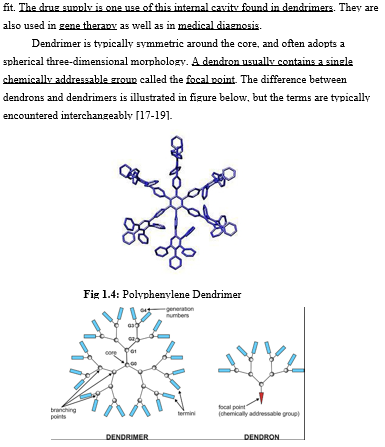 fit. The drug supply is one use of this internal cavity found in dendrimers. They are
also used in gene therapy as well as in medical diagnosis.
Dendrimer is typically symmetric around the core, and often adopts a
spherical three-dimensional morphology. A dendron usually contains a single
chemically addressable group called the focal point. The difference between
dendrons and dendrimers is illustrated in figure below, but the terms are typically
encountered interchangeably [17-19].
Fig 1.4: Polyphenylene Dendrimer
G4
generation
numbers
G3
G2
core
G1
G0
branching
points
termini
focal point
(chemically addressable group)
DENDRIMER
DENDRON